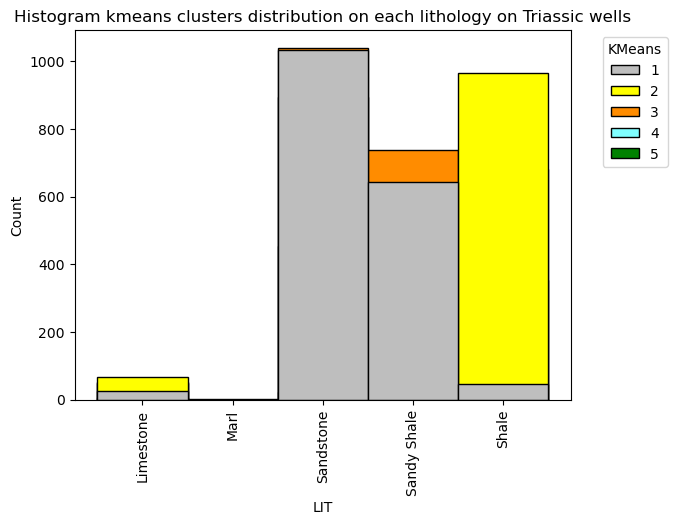 Histogram kmeans clusters distribution on each lithology on Triassic wells
KMeans
1
2
3
4
5
1000
800
600
400
200
0
Count
Limestone
Marl
Sandstone
Sandy Shale
Shale
LIT